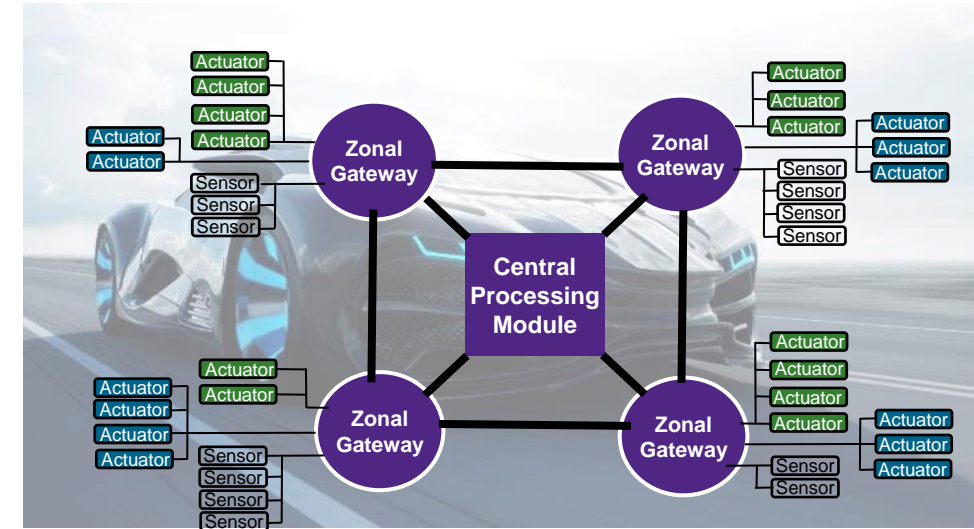 Actuator
Actuator
Actuator
Actuator
Actuator
Actuator
Sensor
Sensor
Sensor
Zonal
Gateway
Zonal
Gateway
Actuator
Actuator
Actuator
Actuator
Actuator
Actuator
Sensor
Sensor
Sensor
Sensor
Central
Processing
Module
Actuator
Actuator
Actuator
Actuator
Actuator
Actuator
Sensor
Sensor
Sensor
Sensor
Zonal
Gateway
Zonal
Gateway
Actuator
Actuator
Actuator
Actuator
Actuator
Actuator
Actuator
Sensor
Sensor